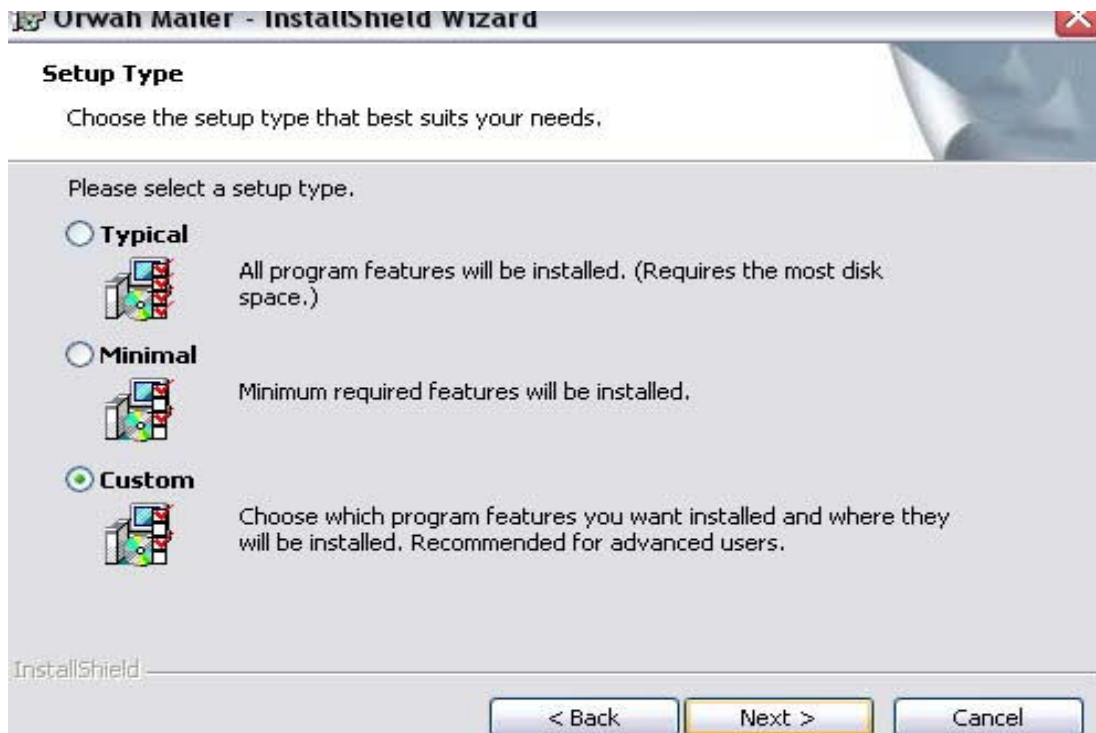 Orwah Mailer - InstallShield Wizard
Setup Type
Choose the setup type that best suits your needs.
Please select a setup type.
Typical
All program features will be installed. (Requires the most disk
space.)
Minimal
Minimum required features will be installed.
Custom
Choose which program features you want installed and where they
will be installed. Recommended for advanced users.
InstallShield
< Back
Next >
Cancel